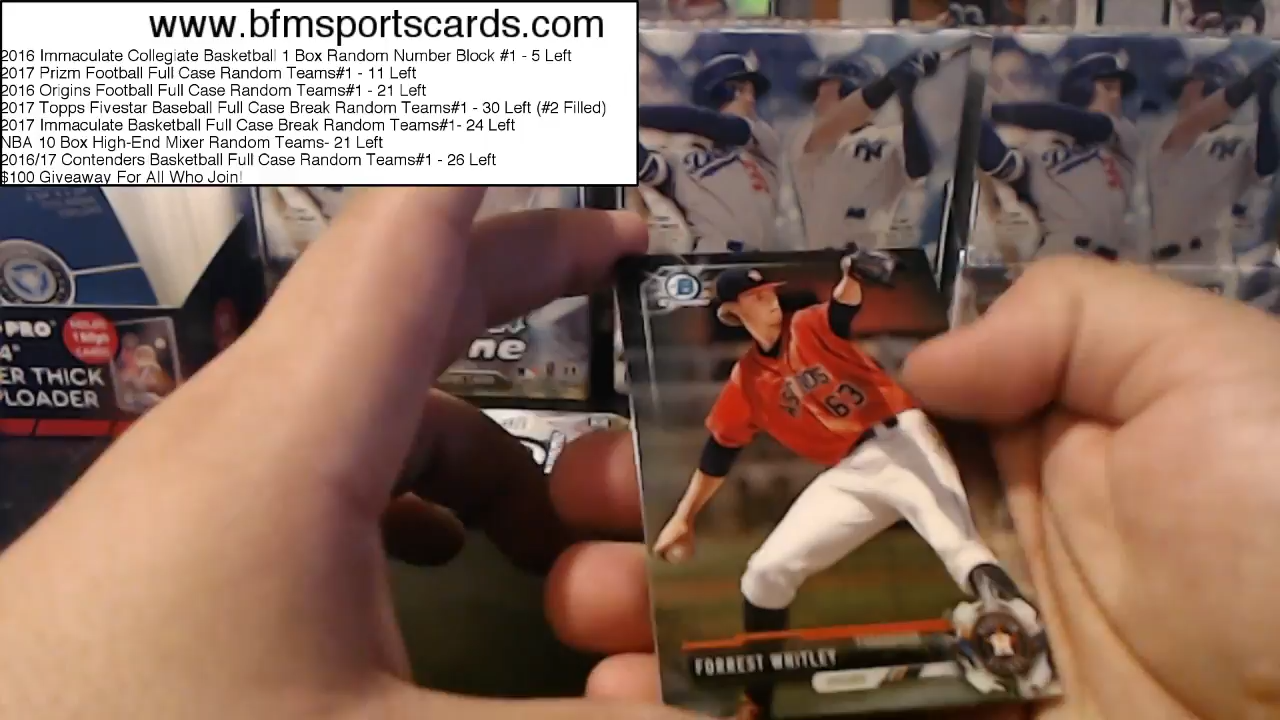 www.bfmsportscards.com
2016 Immaculate Collegiate Basketball 1 Box Random Number Block #1 - 5 Left
2017 Prizm Football Full Case Random Teams#1 - 11 Left
2016 Origins Football Full Case Random Teams#1 - 21 Left
2017 Topps Fivestar Baseball Full Case Break Random Teams#1 - 30 Left (#2 Filled)
2017 Immaculate Basketball Full Case Break Random Teams#1- 24 Left
NBA 10 Box High-End Mixer Random Teams- 21 Left
2016/17 Contenders Basketball Full Case Random Teams#1 - 26 Left
$100 Giveaway For All Who Join!
B
ASTROS
63
FORREST WHITLEY
PRO
4"
ER THICK
LOADER
ne